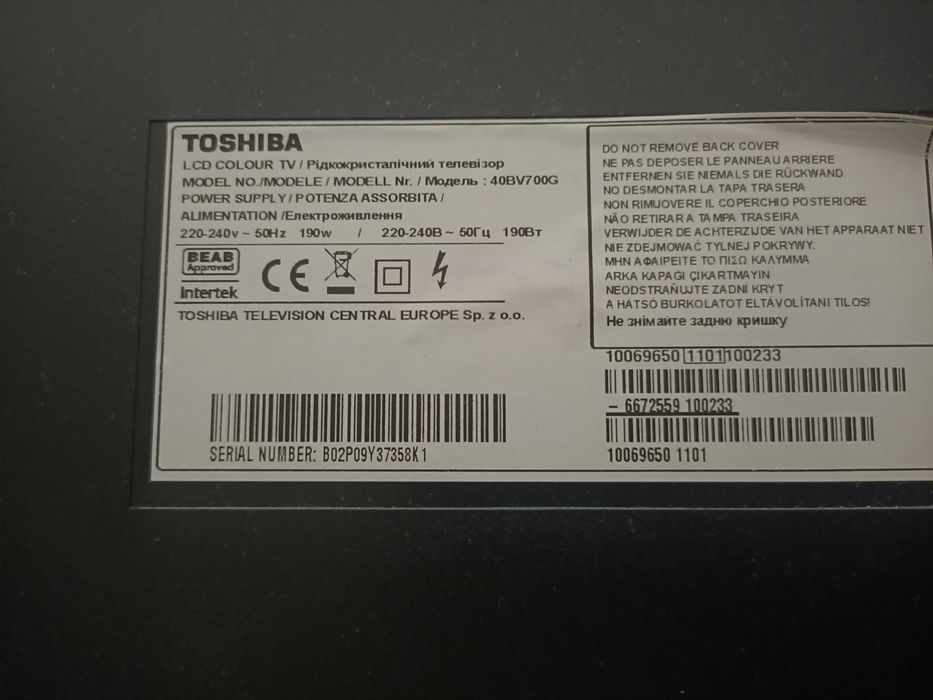 TOSHIBA
LCD COLOUR TV / Рідкокристалічний телевізор
MODEL NO./MODELE / MODELL Nr. / Модель : 40BV700G
POWER SUPPLY / POTENZA ASSORBITA /
ALIMENTATION /Електроживлення
220-240v ~ 50Hz 190w / 220-240В ~ 50Гц 190Вт
BEAB
Approved
Intertek
CE
TOSHIBA TELEVISION CENTRAL EUROPE Sp. z o.o.
SERIAL NUMBER: B02P09Y37358K1
DO NOT REMOVE BACK COVER
NE PAS DEPOSER LE PANNEAU ARRIERE
ENTFERNEN SIE NIEMALS DIE RÜCKWAND
NO DESMONTAR LA TAPA TRASERA
NON RIMUOVERE IL COPERCHIO POSTERIORE
NÃO RETIRAR A TAMPA TRASEIRA
VERWIJDER DE ACHTERZIJDE VAN HET APPARAAT NIET
NIE ZDEJMOWAĆ TYLNEJ POKRYWY.
ΜΗΝ ΑΦΑΙΡΕΙΤΕ ΤΟ ΠΙΣΩ ΚΑΛΥΜΜΑ
ARKA KAPAGI ÇIKARTMAYIN
NEODSTRAŇUJTE ZADNI KRYT
A HÁTSÓ BURKOLATOT ELTÁVOLÍTANI TILOS!
Не знімайте задню кришку
10069650 1101 100233
– 6672559 100233
10069650 1101